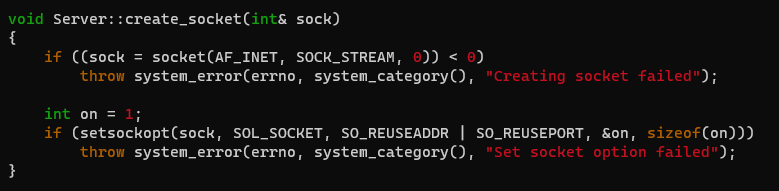 void Server::create_socket(int& sock)
{
    if ((sock = socket(AF_INET, SOCK_STREAM, 0)) < 0)
        throw system_error(errno, system_category(), "Creating socket failed");

    int on = 1;
    if (setsockopt(sock, SOL_SOCKET, SO_REUSEADDR | SO_REUSEPORT, &on, sizeof(on)))
        throw system_error(errno, system_category(), "Set socket option failed");
}